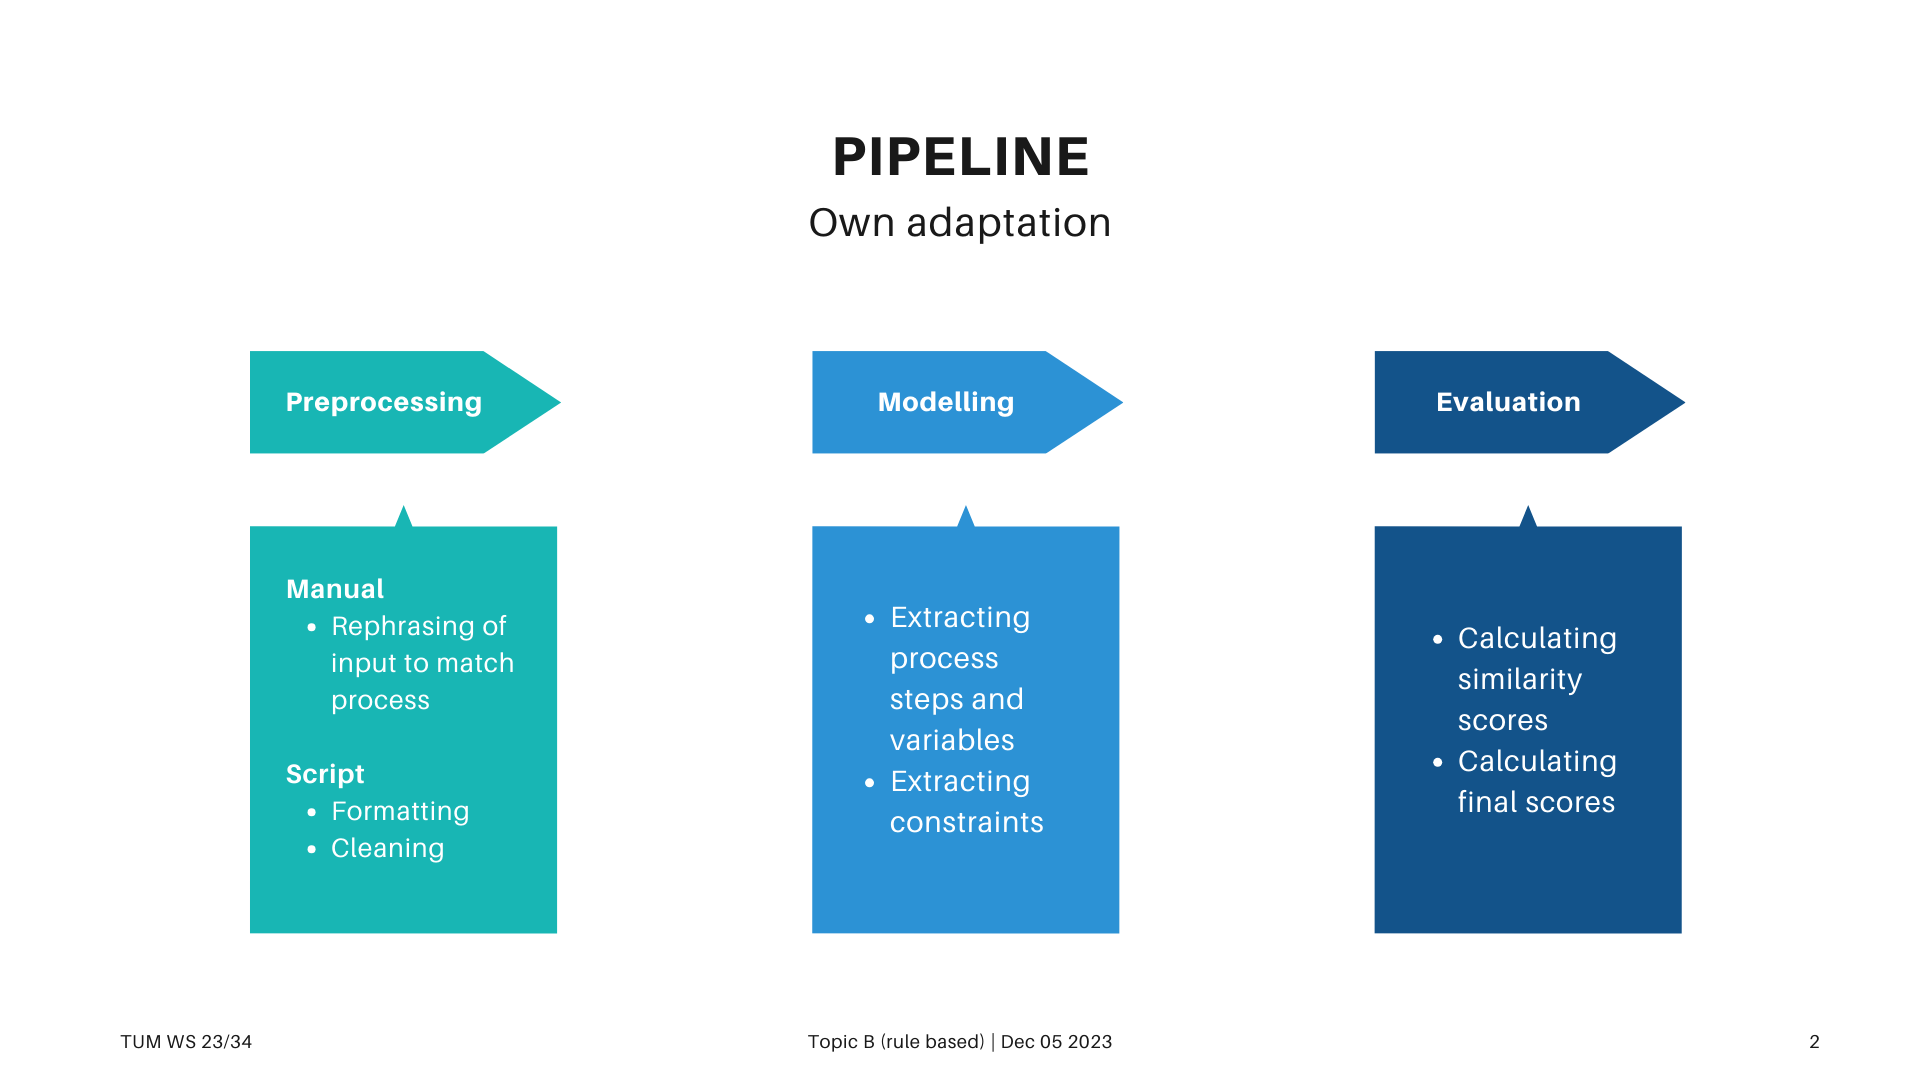 PIPELINE
Own adaptation
Preprocessing
Manual
• Rephrasing of
input to match
process
Script
• Formatting
• Cleaning
Modelling
• Extracting
process
steps and
variables
• Extracting
constraints
Evaluation
• Calculating
similarity
scores
• Calculating
final scores
TUM WS 23/34
Topic B (rule based) | Dec 05 2023
2